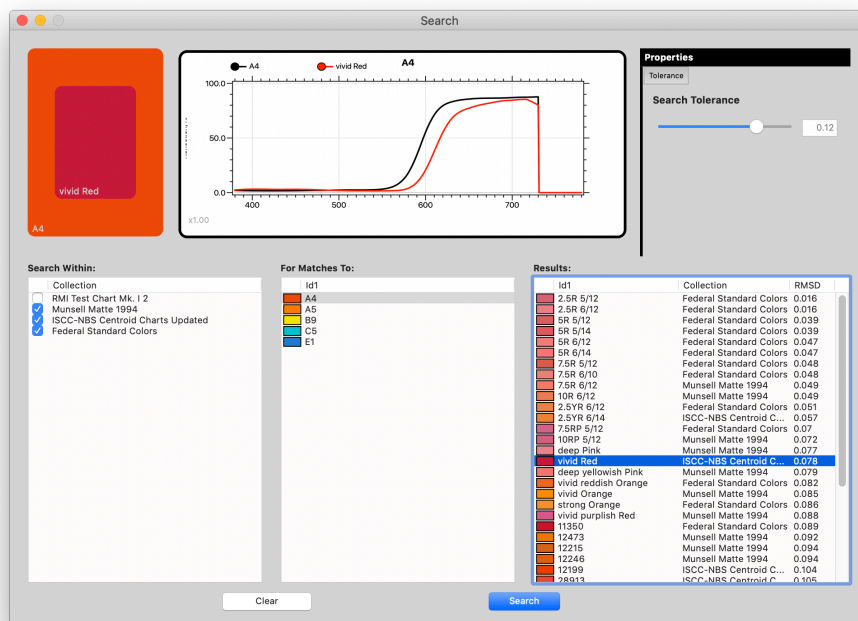 Search
A4
vivid Red
A4
Properties
Tolerance
Search Tolerance
0.12
100.0
50.0
0.0
400 500 600 700
x1.00
vivid Red
A4
Search Within:
Collection
RMI Test Chart Mk. I 2
Munsell Matte 1994
ISCC-NBS Centroid Charts Updated
Federal Standard Colors
For Matches To:
Id1
A4
A5
B9
C5
E1
Results:
Id1 Collection RMSD
2.5R 5/12 Federal Standard Colors 0.016
2.5R 6/12 Federal Standard Colors 0.016
5R 5/12 Federal Standard Colors 0.039
5R 5/14 Federal Standard Colors 0.039
5R 6/12 Federal Standard Colors 0.047
5R 6/14 Federal Standard Colors 0.047
7.5R 5/12 Federal Standard Colors 0.048
7.5R 6/10 Federal Standard Colors 0.048
7.5R 6/12 Munsell Matte 1994 0.049
10R 6/12 Munsell Matte 1994 0.049
2.5YR 6/12 Federal Standard Colors 0.051
2.5YR 6/14 ISCC-NBS Centroid C... 0.057
7.5RP 5/12 Federal Standard Colors 0.07
10RP 5/12 Munsell Matte 1994 0.072
deep Pink Munsell Matte 1994 0.077
vivid Red ISCC-NBS Centroid C... 0.078
deep yellowish Pink Munsell Matte 1994 0.079
vivid reddish Orange Federal Standard Colors 0.082
vivid Orange Munsell Matte 1994 0.085
strong Orange Federal Standard Colors 0.086
vivid purplish Red Munsell Matte 1994 0.088
11350 Federal Standard Colors 0.089
12473 Munsell Matte 1994 0.092
12215 Munsell Matte 1994 0.094
12246 Munsell Matte 1994 0.094
12199 ISCC-NBS Centroid C... 0.104
28913 ISCC-NBS Centroid C... 0.105
Clear
Search